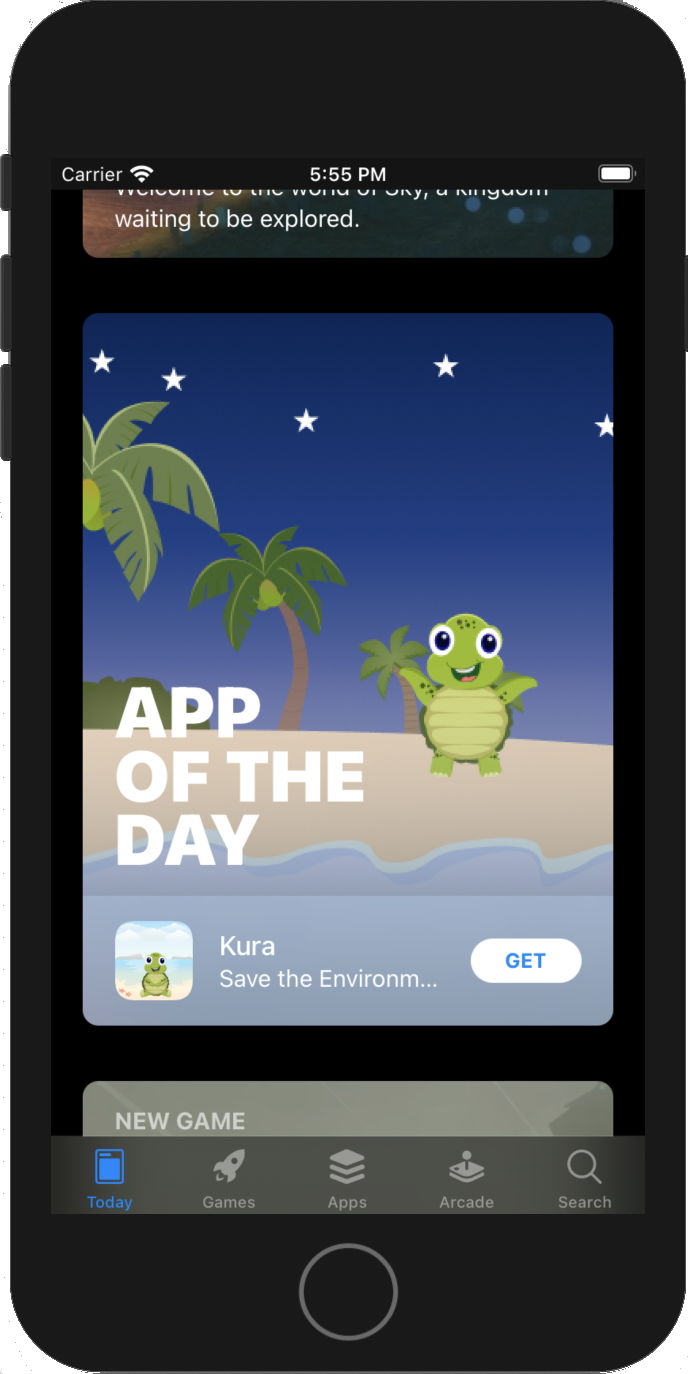 Carrier
5:55 PM
Welcome to the world of Sky, a kingdom
waiting to be explored.
APP
OF THE
DAY
Kura
Save the Environm...
GET
NEW GAME
Today
Games
Apps
Arcade
Search